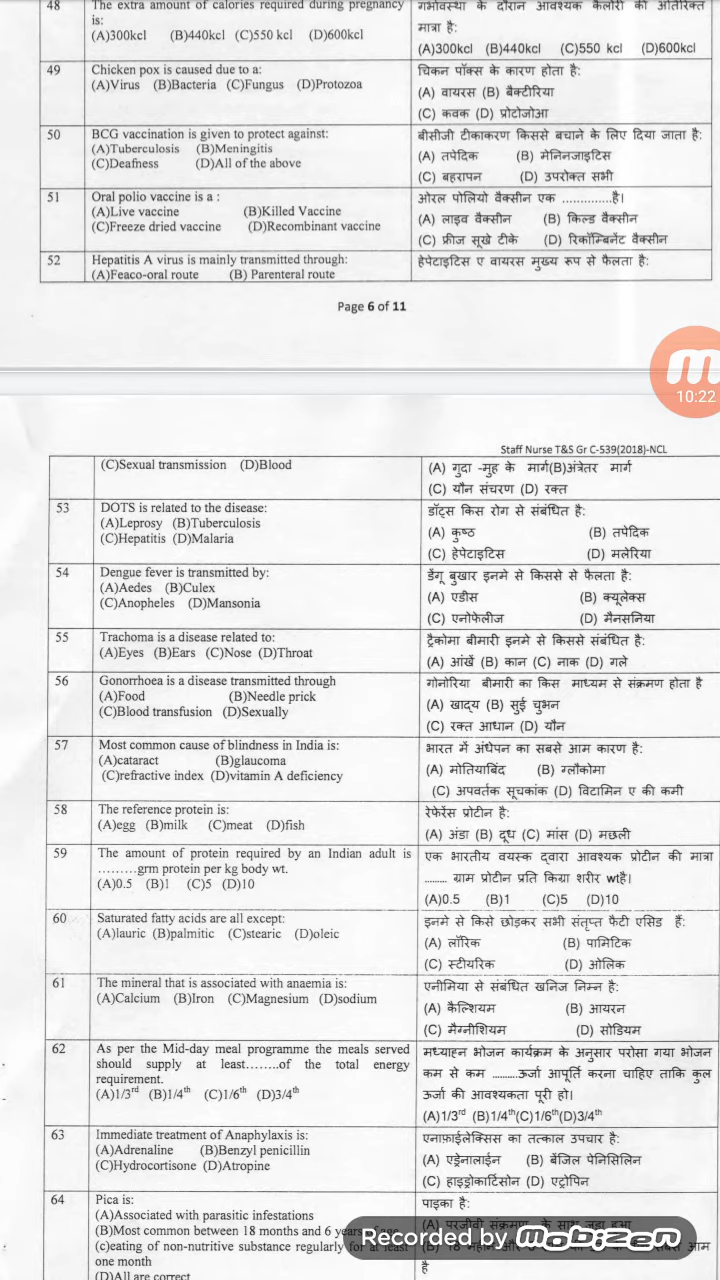 48 The extra amount of calories required during pregnancy is:
(A)300kcl (B)440kcl (C)550 kcl (D)600kcl
गर्भावस्था के दौरान आवश्यक कैलोरी की अतिरिक्त
मात्रा है:
(A)300kcl (B)440kcl (C)550 kcl (D)600kcl
49 Chicken pox is caused due to a:
(A)Virus (B)Bacteria (C)Fungus (D)Protozoa
चिकन पॉक्स के कारण होता है:
(A) वायरस (B) बैक्टीरिया
(C) कवक (D) प्रोटोजोआ
50 BCG vaccination is given to protect against:
(A)Tuberculosis (B)Meningitis
(C)Deafness (D)All of the above
बीसीजी टीकाकरण किससे बचाने के लिए दिया जाता है:
(A) तपेदिक (B) मेनिनजाइटिस
(C) बहरापन (D) उपरोक्त सभी
51 Oral polio vaccine is a :
(A)Live vaccine (B)Killed Vaccine
(C)Freeze dried vaccine (D)Recombinant vaccine
ओरल पोलियो वैक्सीन एक .............है।
(A) लाइव वैक्सीन (B) किल्ड वैक्सीन
(C) फ्रीज सूखे टीके (D) रिकॉम्बिनेंट वैक्सीन
52 Hepatitis A virus is mainly transmitted through:
(A)Feaco-oral route (B) Parenteral route
हेपेटाइटिस ए वायरस मुख्य रूप से फैलता है:
Page 6 of 11
10:22
Staff Nurse T&S Gr C-539(2018)-NCL
(C)Sexual transmission (D)Blood
(A) गुदा -मुह के मार्ग(B)अंत्रेतर मार्ग
(C) यौन संचरण (D) रक्त
53 DOTS is related to the disease:
(A)Leprosy (B)Tuberculosis
(C)Hepatitis (D)Malaria
डॉट्स किस रोग से संबंधित है:
(A) कुष्ठ (B) तपेदिक
(C) हेपेटाइटिस (D) मलेरिया
54 Dengue fever is transmitted by:
(A)Aedes (B)Culex
(C)Anopheles (D)Mansonia
डेंगू बुखार इनमे से किससे से फैलता है:
(A) एडीस (B) क्यूलेक्स
(C) एनोफेलीज (D) मैनसनिया
55 Trachoma is a disease related to:
(A)Eyes (B)Ears (C)Nose (D)Throat
ट्रैकोमा बीमारी इनमे से किससे संबंधित है:
(A) आंखें (B) कान (C) नाक (D) गले
56 Gonorrhoea is a disease transmitted through
(A)Food (B)Needle prick
(C)Blood transfusion (D)Sexually
गोनोरिया बीमारी का किस माध्यम से संक्रमण होता है
(A) खाद्य (B) सुई चुभन
(C) रक्त आधान (D) यौन
57 Most common cause of blindness in India is:
(A)cataract (B)glaucoma
(C)refractive index (D)vitamin A deficiency
भारत में अंधेपन का सबसे आम कारण है:
(A) मोतियाबिंद (B) ग्लौकोमा
(C) अपवर्तक सूचकांक (D) विटामिन ए की कमी
58 The reference protein is:
(A)egg (B)milk (C)meat (D)fish
रेफेरेंस प्रोटीन है:
(A) अंडा (B) दूध (C) मांस (D) मछली
59 The amount of protein required by an Indian adult is
.........grm protein per kg body wt.
(A)0.5 (B)1 (C)5 (D)10
एक भारतीय वयस्क द्वारा आवश्यक प्रोटीन की मात्रा
........ ग्राम प्रोटीन प्रति किग्रा शरीर wtहै।
(A)0.5 (B)1 (C)5 (D)10
60 Saturated fatty acids are all except:
(A)lauric (B)palmitic (C)stearic (D)oleic
इनमे से किसे छोड़कर सभी संतृप्त फैटी एसिड हैं:
(A) लॉरिक (B) पामिटिक
(C) स्टीयरिक (D) ओलिक
61 The mineral that is associated with anaemia is:
(A)Calcium (B)Iron (C)Magnesium (D)sodium
एनीमिया से संबंधित खनिज निम्न है:
(A) कैल्शियम (B) आयरन
(C) मैग्नीशियम (D) सोडियम
62 As per the Mid-day meal programme the meals served
should supply at least........of the total energy
requirement.
(A)1/3rd (B)1/4th (C)1/6th (D)3/4th
मध्याह्न भोजन कार्यक्रम के अनुसार परोसा गया भोजन
कम से कम ..........ऊर्जा आपूर्ति करना चाहिए ताकि कुल
ऊर्जा की आवश्यकता पूरी हो।
(A)1/3rd (B)1/4th(C)1/6th(D)3/4th
63 Immediate treatment of Anaphylaxis is:
(A)Adrenaline (B)Benzyl penicillin
(C)Hydrocortisone (D)Atropine
एनाफ़ाईलेक्सिस का तत्काल उपचार है:
(A) एड्रेनालाईन (B) बेंजिल पेनिसिलिन
(C) हाइड्रोकार्टिसोन (D) एट्रोपिन
64 Pica is:
(A)Associated with parasitic infestations
(B)Most common between 18 months and 6 years of age
(c)eating of non-nutritive substance regularly for at least
one month
(D)All are correct
पाइका है:
(A) परजीवी संक्रमण के साथ जुड़ा हुआ
आम
है
Recorded by mobizen